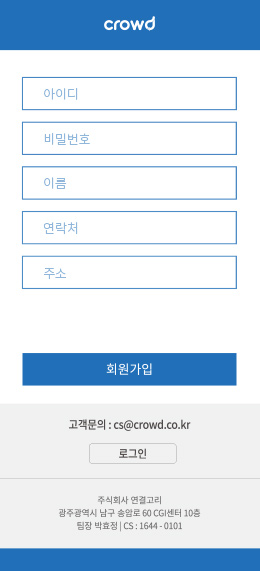 crowd
아이디
비밀번호
이름
연락처
주소
회원가입
고객문의 : cs@crowd.co.kr
로그인
주식회사 연결고리
광주광역시 남구 송암로 60 CGI센터 10층
팀장 박효정 | CS : 1644 - 0101